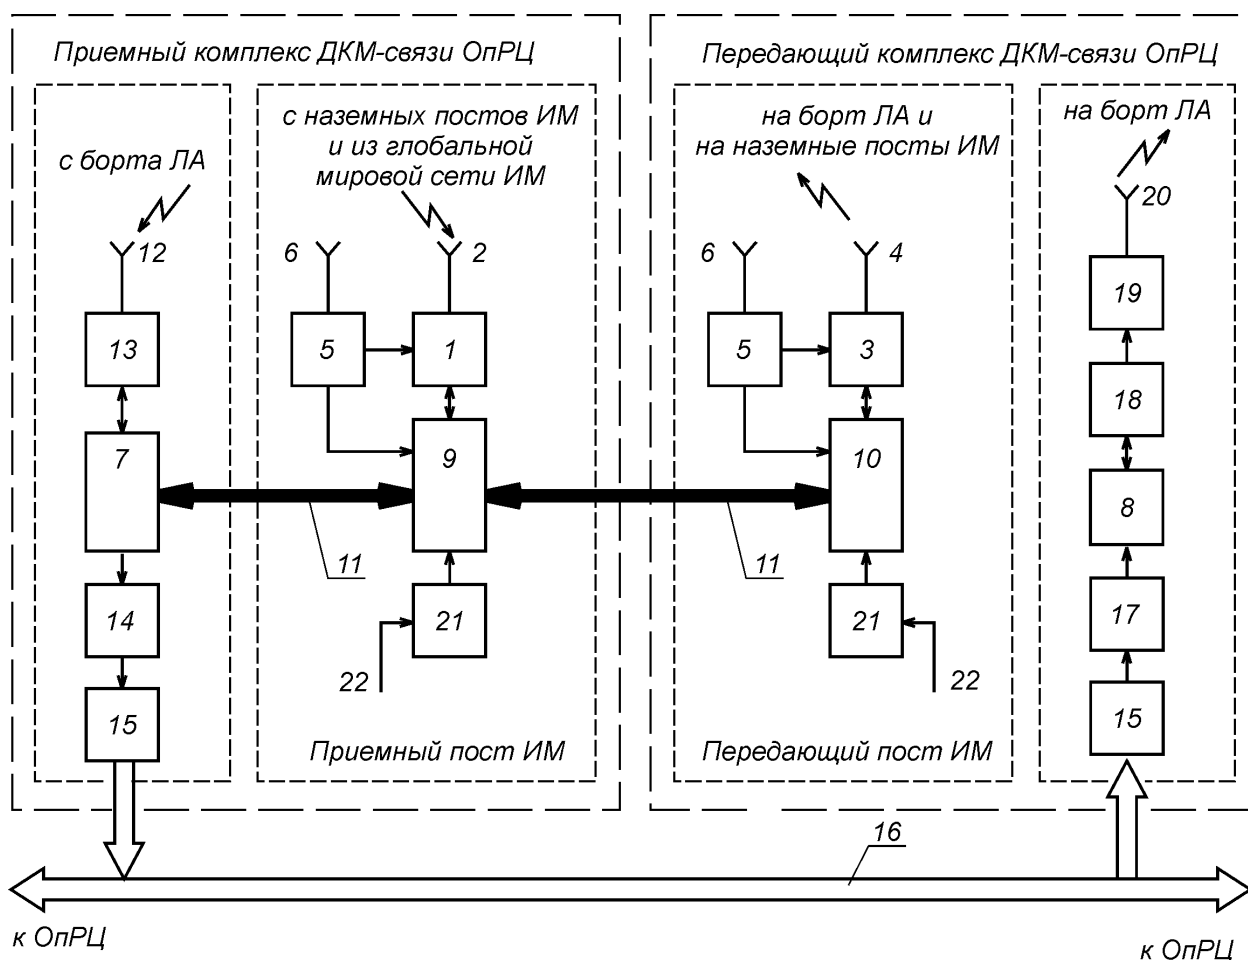 Приемный комплекс ДКМ-связи ОпРЦ
Передающий комплекс ДКМ-связи ОпРЦ
с борта ЛА
с наземных постов ИМ
и из глобальной
мировой сети ИМ
на борт ЛА и
на наземные посты ИМ
на борт ЛА
12
6
2
6
4
20
13
5
1
5
3
19
18
7
9
10
8
11
11
14
21
21
17
22
22
15
15
Приемный пост ИМ
Передающий пост ИМ
16
к ОпРЦ
к ОпРЦ